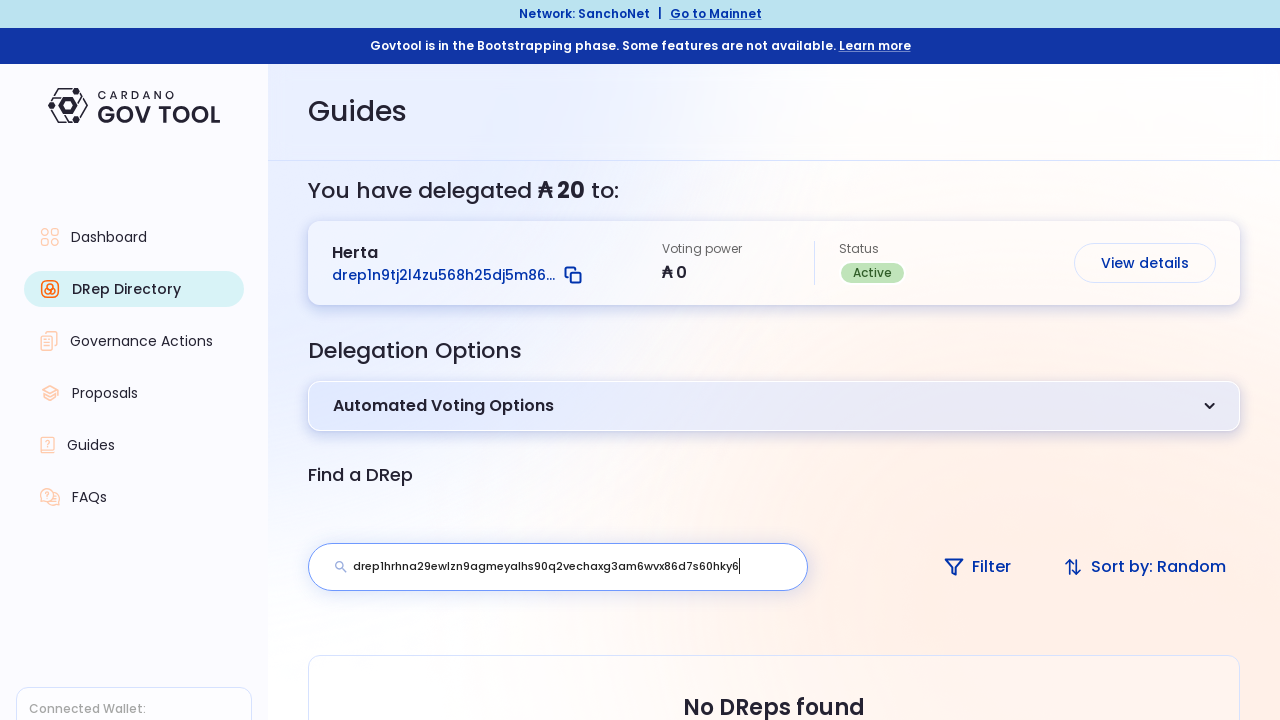 Network: SanchoNet | Go to Mainnet
Govtool is in the Bootstrapping phase. Some features are not available. Learn more
CARDANO
GOV TOOL
Dashboard
DRep Directory
Governance Actions
Proposals
Guides
FAQs
Connected Wallet:
Guides
You have delegated ₳ 20 to:
Herta
drep1n9tj2l4zu568h25dj5m86...
Voting power
₳ 0
Status
Active
View details
Delegation Options
Automated Voting Options
Find a DRep
drep1hrhna29ewlzn9agmeyalhs90q2vechaxg3am6wvx86d7s60hky6
Filter
Sort by: Random
No DReps found